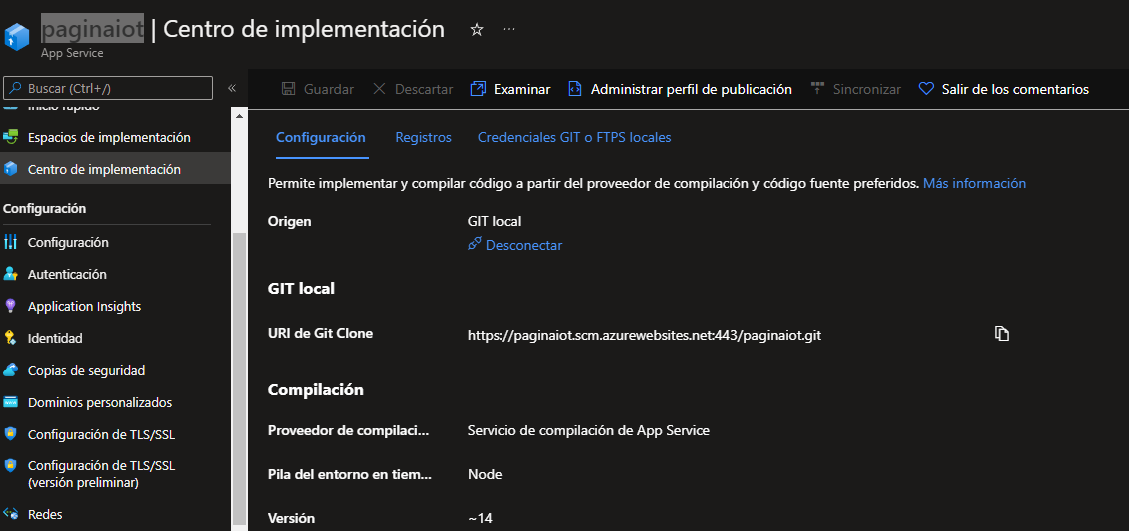 paginaiot | Centro de implementación
App Service
Buscar (Ctrl+/)
«
Guardar
Descartar
Examinar
Administrar perfil de publicación
Sincronizar
Salir de los comentarios
Inicio rápido
Espacios de implementación
Centro de implementación
Configuración
Configuración
Autenticación
Application Insights
Identidad
Copias de seguridad
Dominios personalizados
Configuración de TLS/SSL
Configuración de TLS/SSL
(versión preliminar)
Redes
Configuración
Registros
Credenciales GIT o FTPS locales
Permite implementar y compilar código a partir del proveedor de compilación y código fuente preferidos. Más información
Origen
GIT local
Desconectar
GIT local
URI de Git Clone
https://paginaiot.scm.azurewebsites.net:443/paginaiot.git
Compilación
Proveedor de compilaci...
Servicio de compilación de App Service
Pila del entorno en tiem...
Node
Versión
~14